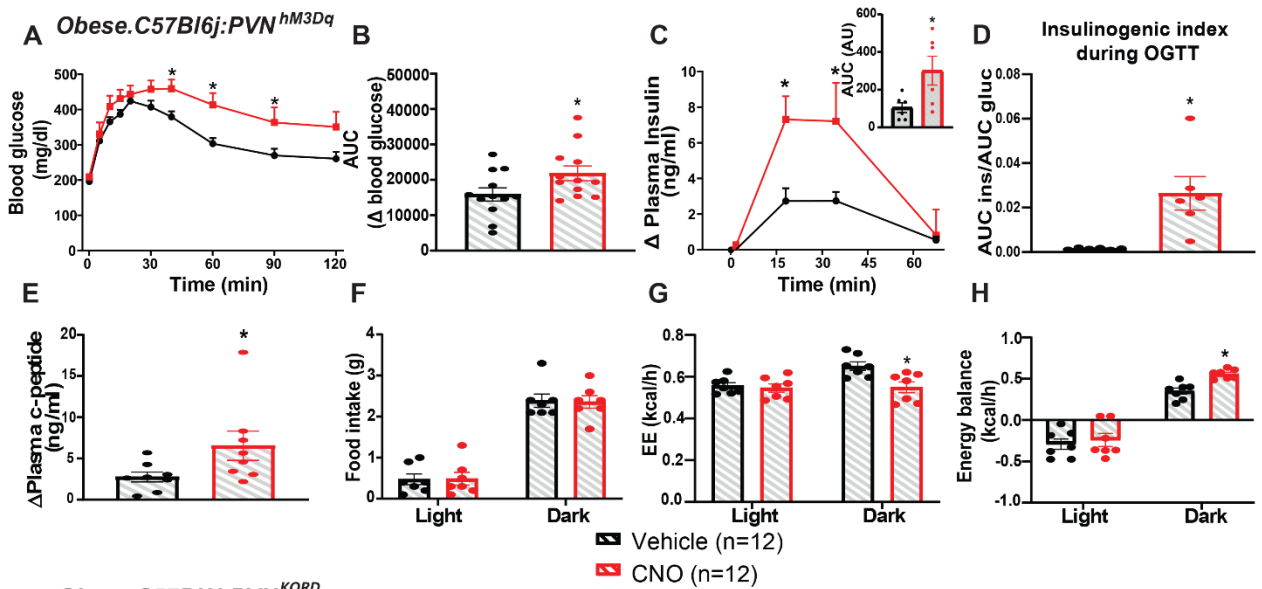 Obese.C57Bl6j:PVN hM3Dq
A
Blood glucose
(mg/dl)
500
400
300
200
100
0
0
30
60
90
120
Time (min)
*
*
*
B
AUC
(Δ blood glucose)
50000
40000
30000
20000
10000
0
*
C
Δ Plasma Insulin
(ng/ml)
10
8
6
4
2
0
0
15
30
60
Time (min)
*
*
AUC (AU)
600
400
200
0
*
D
Insulinogenic index
during OGTT
AUC ins/AUC gluc
0.08
0.06
0.04
0.02
0.00
*
E
ΔPlasma c-peptide
(ng/ml)
20
15
10
5
0
*
F
Food intake (g)
4
3
2
1
0
Light
Dark
G
EE (kcal/h)
0.8
0.6
0.4
0.2
0.0
Light
Dark
*
H
Energy balance
(kcal/h)
1.0
0.5
0.0
-0.5
-1.0
Light
Dark
*
Vehicle (n=12)
CNO (n=12)
KORD